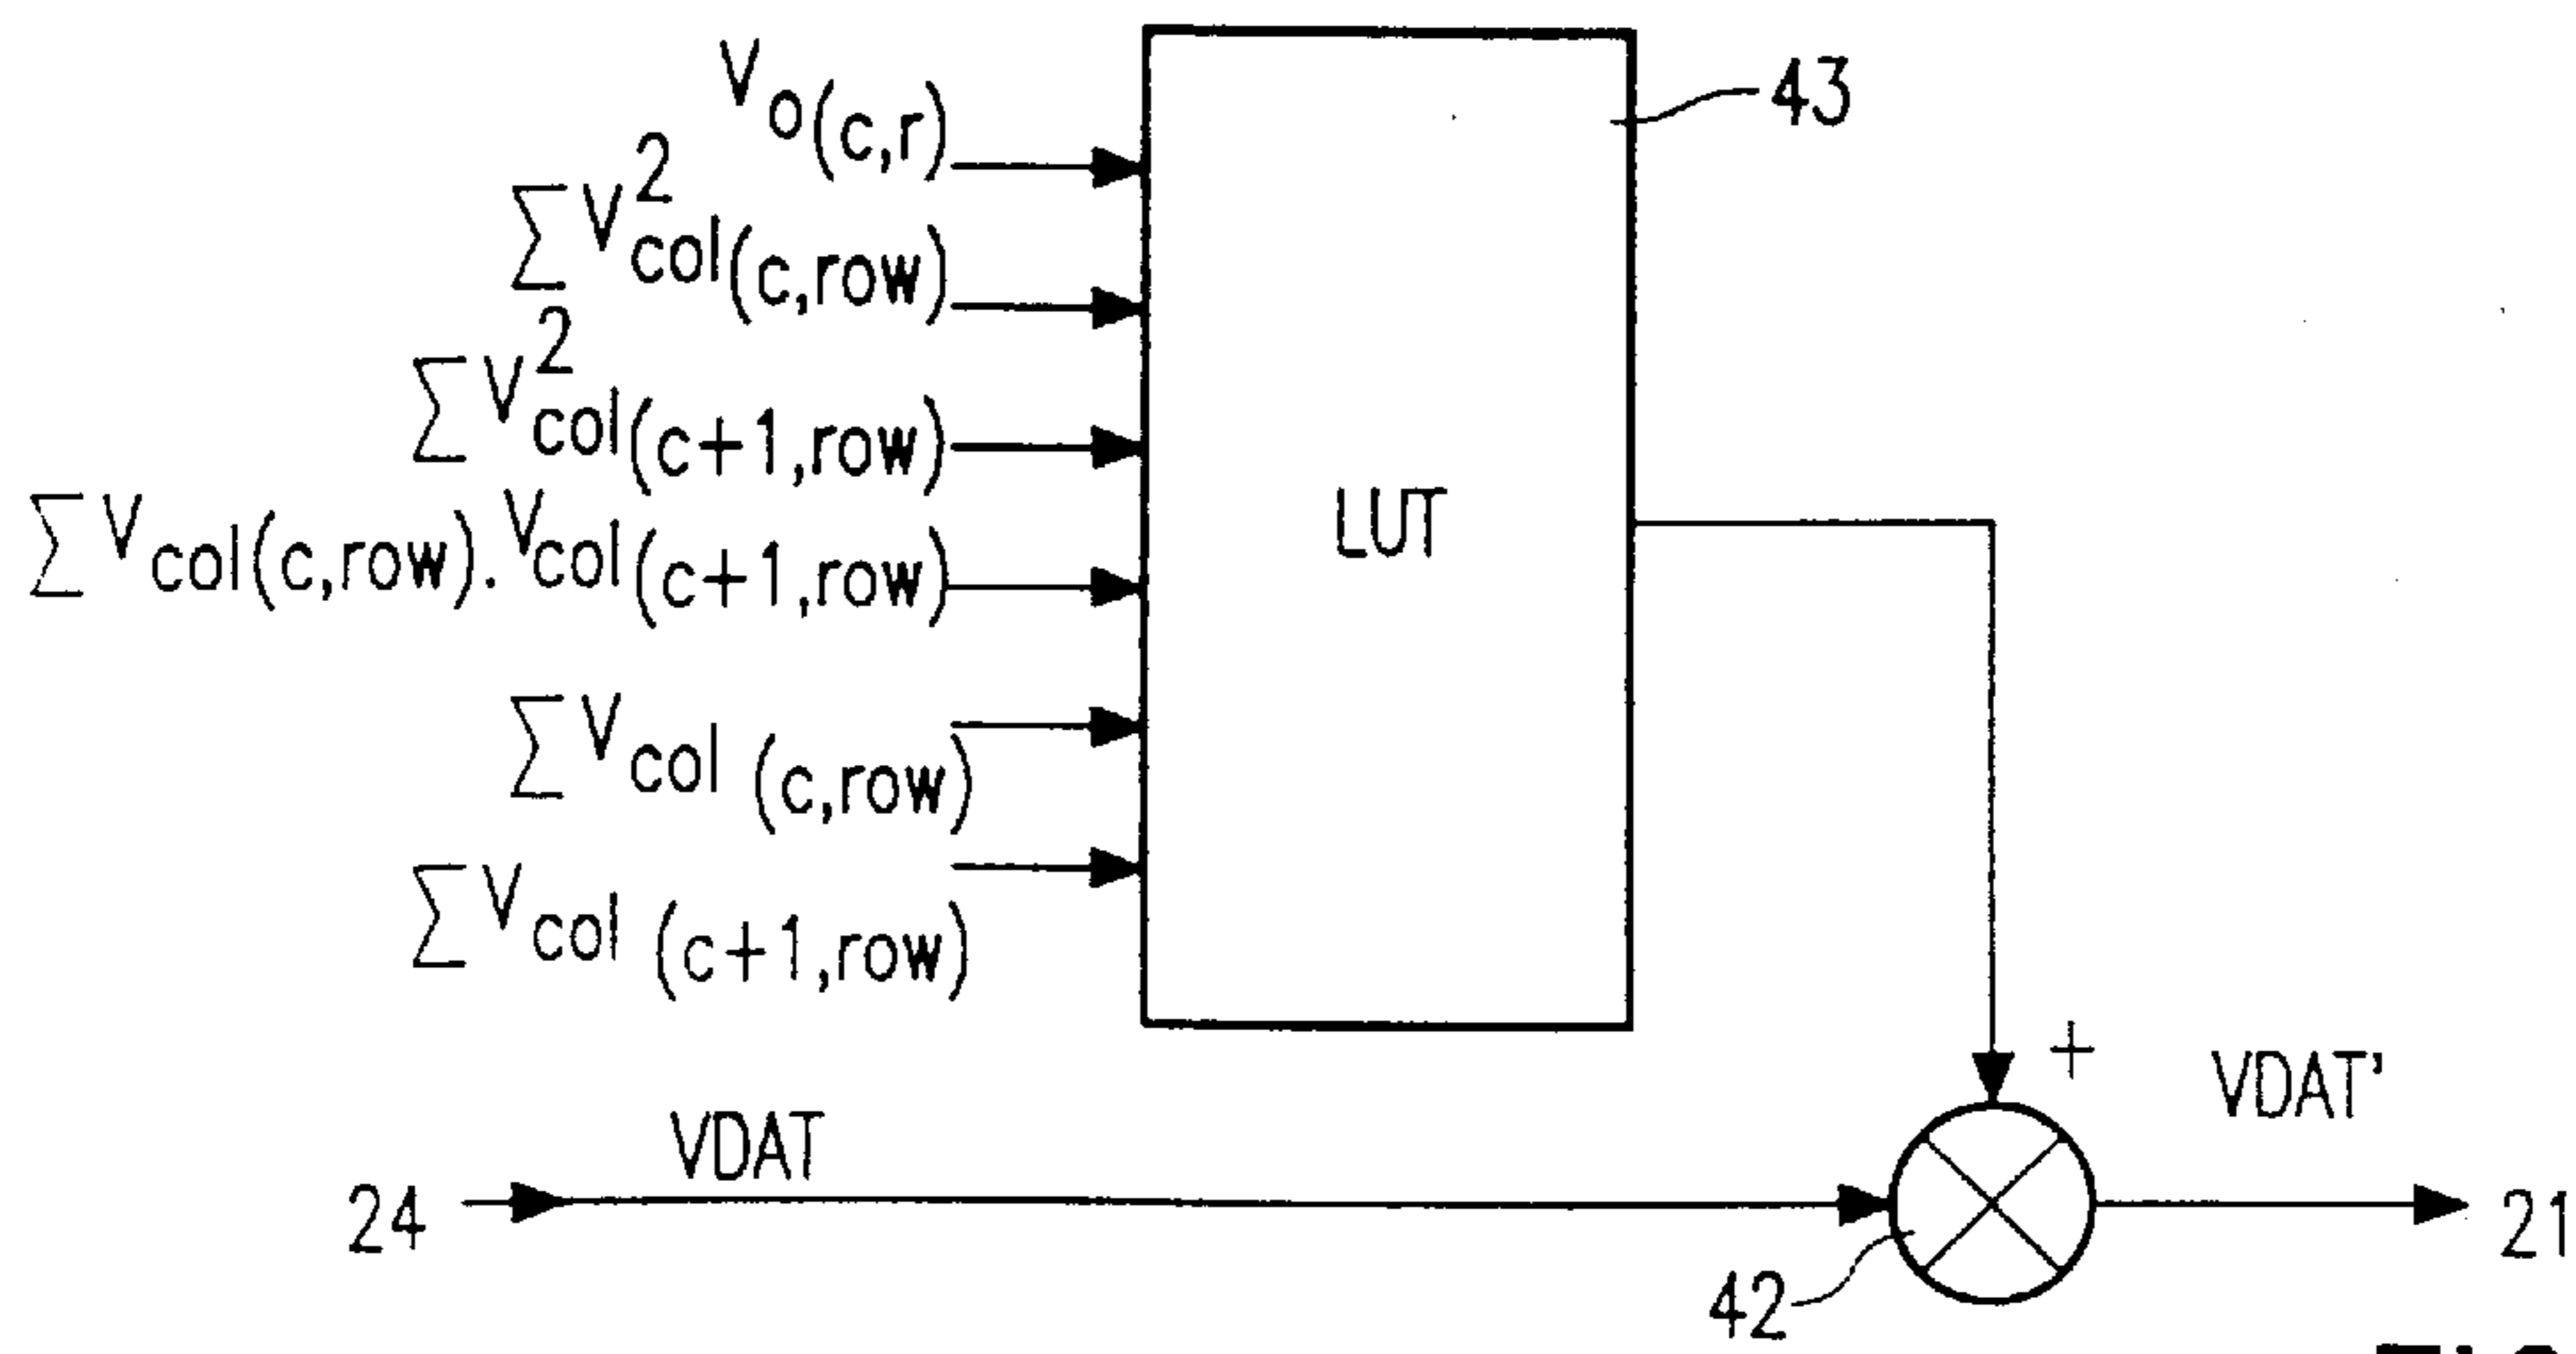 V₀(c,r)
43
∑V²col(c,row)
∑V²col(c+1,row)
∑Vcol(c,row).Vcol(c+1,row)
LUT
∑Vcol (c,row)
∑Vcol (c+1,row)
+
VDAT'
VDAT
24
21
42